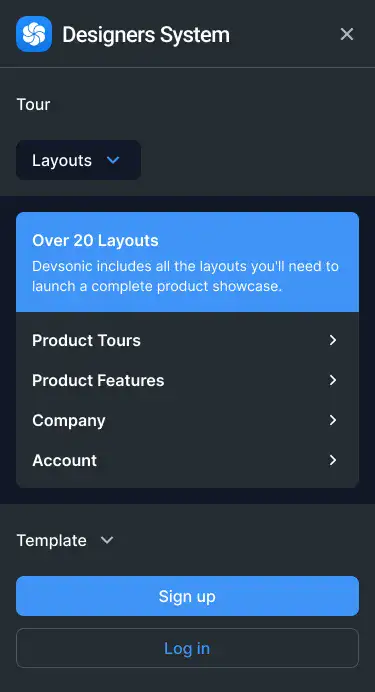 Designers System
Tour
Layouts
Over 20 Layouts
Devsonic includes all the layouts you'll need to
launch a complete product showcase.
Product Tours
Product Features
Company
Account
Template
Sign up
Log in